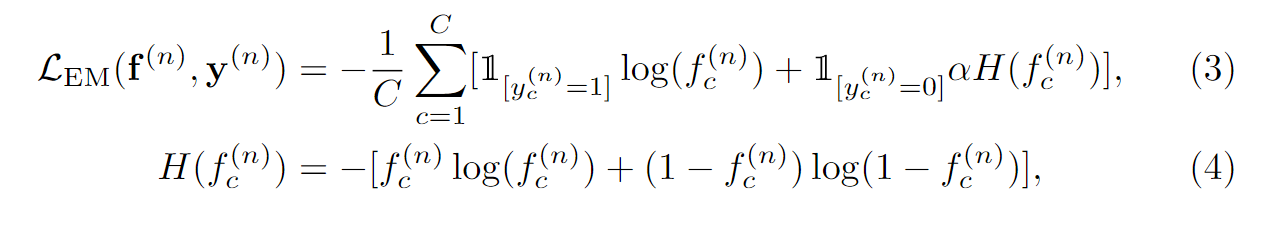 $\mathcal{L}_{\mathrm{EM}}(\mathbf{f}^{(n)}, \mathbf{y}^{(n)}) = -\frac{1}{C} \sum_{c=1}^{C} [\mathbb{1}_{[y_c^{(n)}=1]} \log(f_c^{(n)}) + \mathbb{1}_{[y_c^{(n)}=0]} \alpha H(f_c^{(n)})], \quad (3)$
$H(f_c^{(n)}) = -[f_c^{(n)} \log(f_c^{(n)}) + (1 - f_c^{(n)}) \log(1 - f_c^{(n)})], \quad (4)$